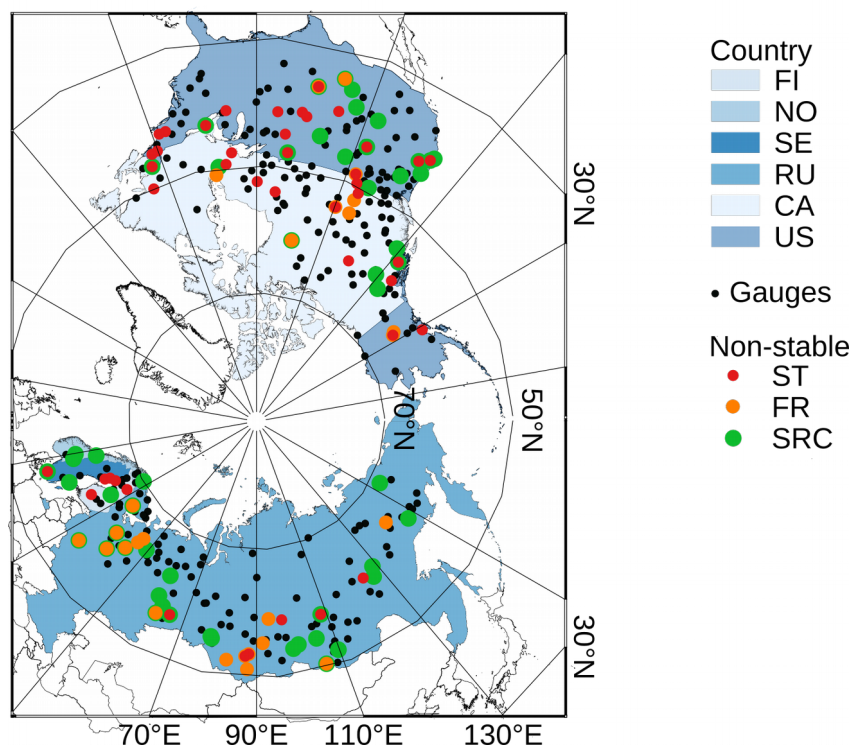 Country
FI
NO
SE
RU
CA
US
Gauges
Non-stable
ST
FR
SRC
30°N
50°N
70°N
30°N
70°E 90°E 110°E 130°E